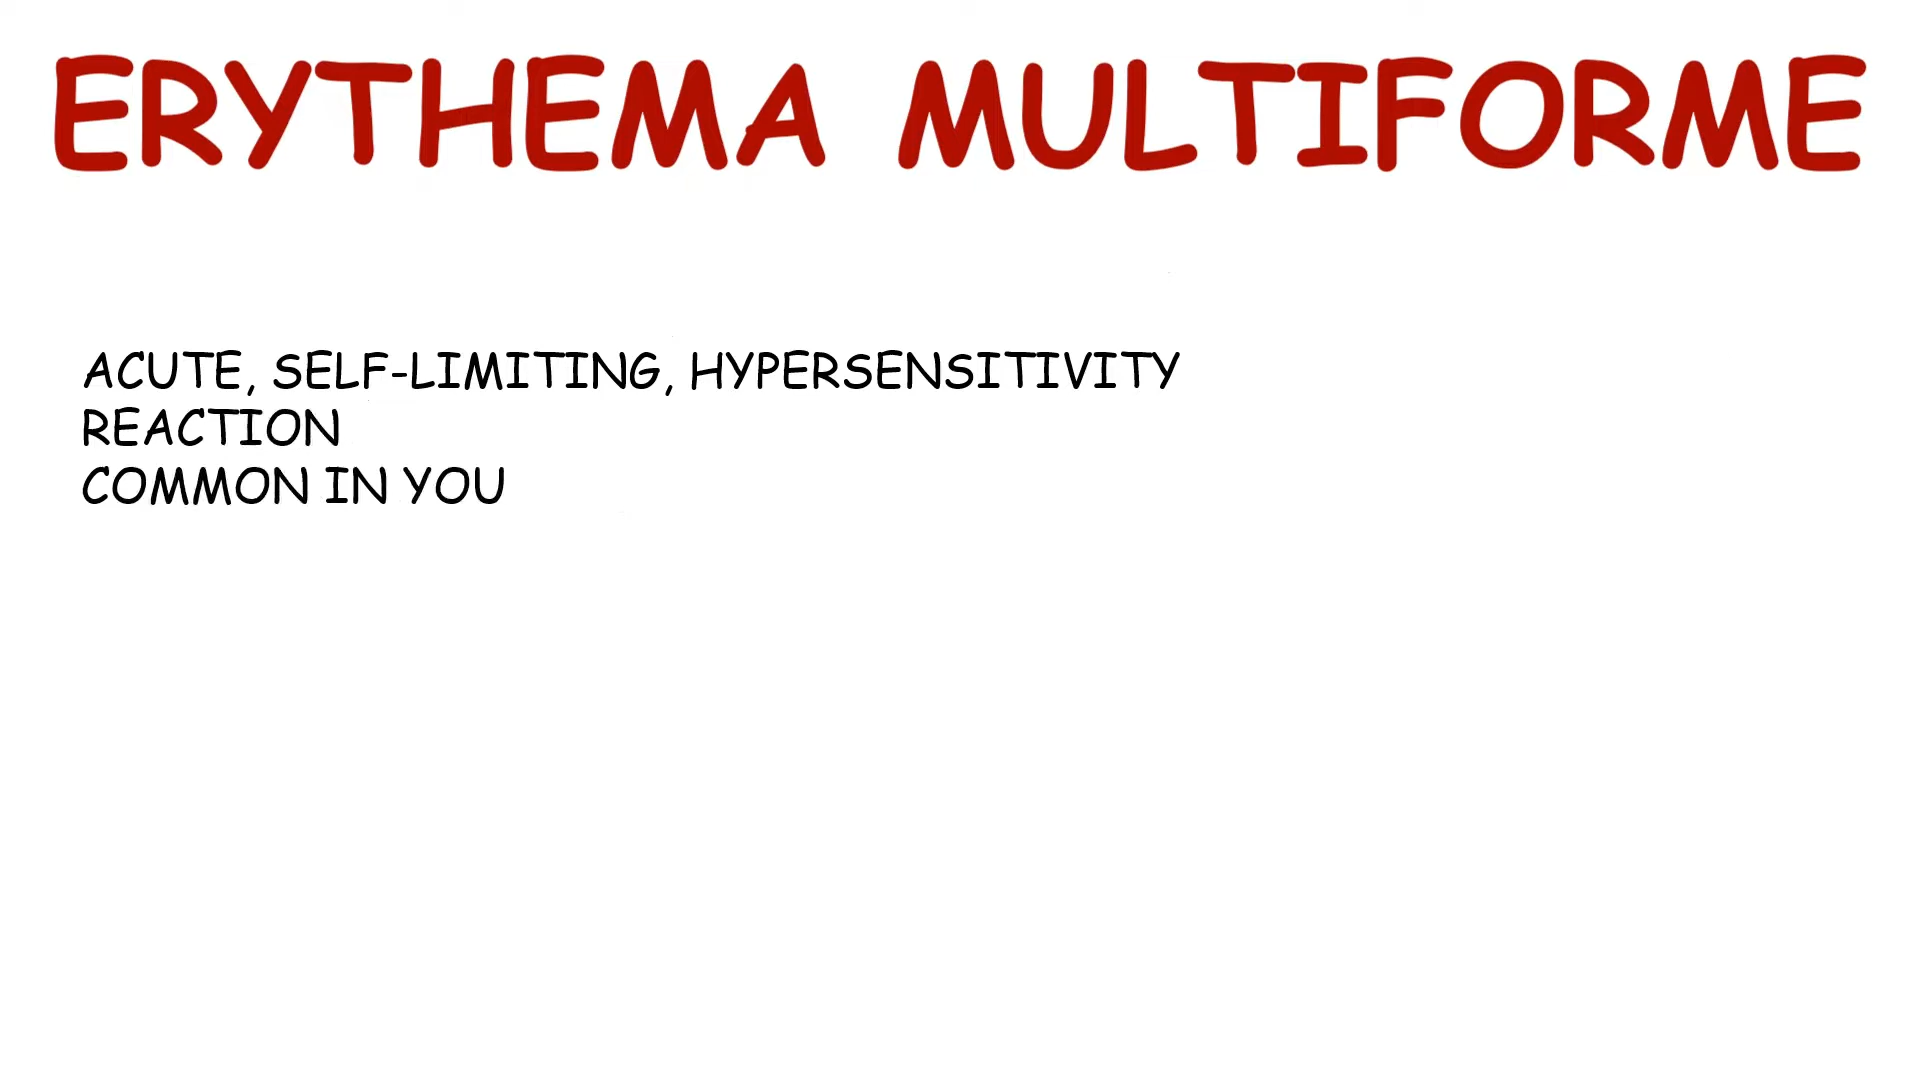 ERYTHEMA MULTIFORME
ACUTE, SELF-LIMITING, HYPERSENSITIVITY
REACTION
COMMON IN YOU